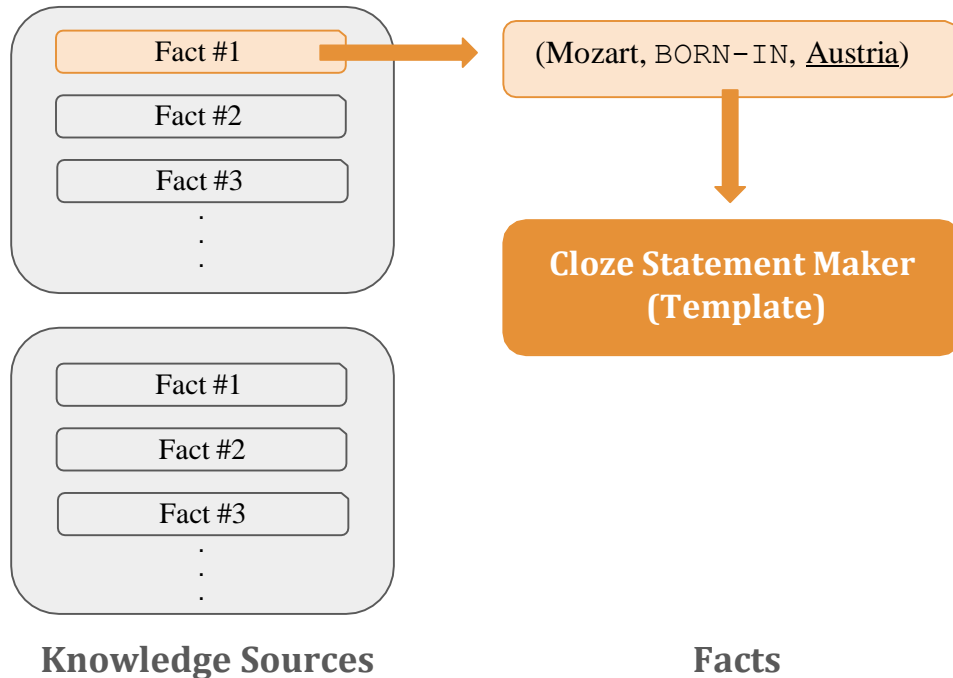 Fact #1
Fact #2
Fact #3
.
.
.
Fact #1
Fact #2
Fact #3
.
.
.
Knowledge Sources
(Mozart, BORN-IN, Austria)
Cloze Statement Maker
(Template)
Facts